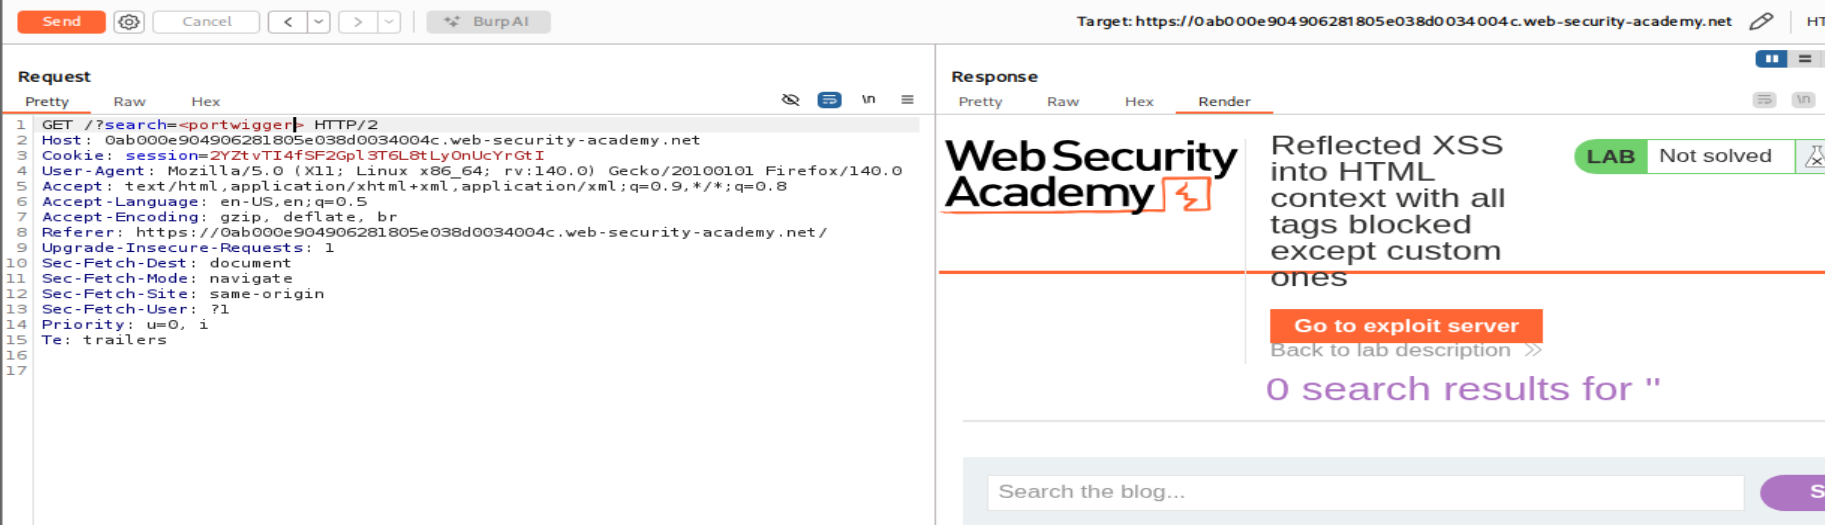 Send Cancel < > Burp AI Target: https://0ab000e904906281805e038d0034004c.web-security-academy.net HT
Request
Pretty Raw Hex \n
1 GET /?search=<portwigger> HTTP/2
2 Host: 0ab000e904906281805e038d0034004c.web-security-academy.net
3 Cookie: session=2YZtvTI4fSF2Gpl3T6L8tLyOnUcYrGtI
4 User-Agent: Mozilla/5.0 (X11; Linux x86_64; rv:140.0) Gecko/20100101 Firefox/140.0
5 Accept: text/html,application/xhtml+xml,application/xml;q=0.9,*/*;q=0.8
6 Accept-Language: en-US,en;q=0.5
7 Accept-Encoding: gzip, deflate, br
8 Referer: https://0ab000e904906281805e038d0034004c.web-security-academy.net/
9 Upgrade-Insecure-Requests: 1
10 Sec-Fetch-Dest: document
11 Sec-Fetch-Mode: navigate
12 Sec-Fetch-Site: same-origin
13 Sec-Fetch-User: ?1
14 Priority: u=0, i
15 Te: trailers
16
17
Response
Pretty Raw Hex Render \n
Web Security
Academy
Reflected XSS
into HTML
context with all
tags blocked
except custom
ones
LAB Not solved
Go to exploit server
Back to lab description
0 search results for ''
Search the blog...
S